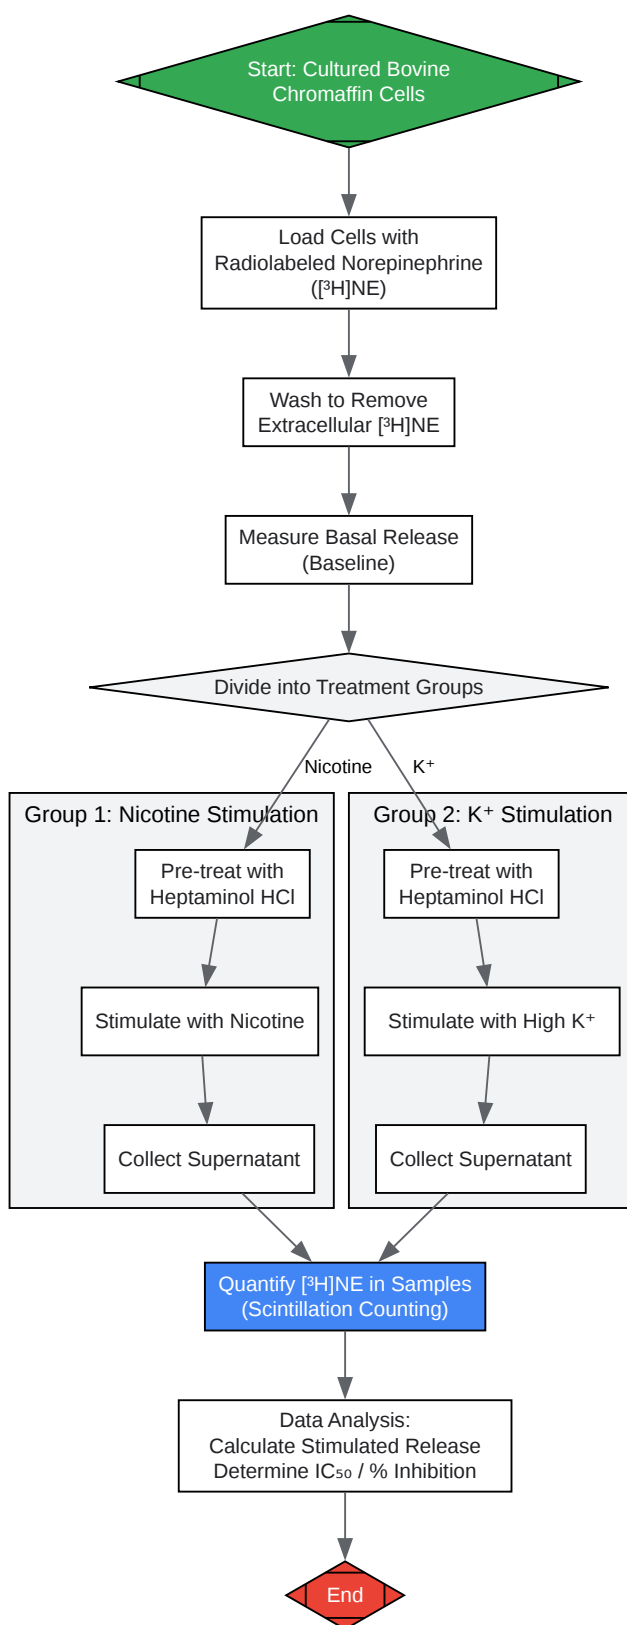 Start: Cultured Bovine
Chromaffin Cells
Load Cells with
Radiolabeled Norepinephrine
([³H]NE)
Wash to Remove
Extracellular [³H]NE
Measure Basal Release
(Baseline)
Divide into Treatment Groups
Nicotine
K⁺
Group 1: Nicotine Stimulation
Pre-treat with
Heptaminol HCl
Stimulate with Nicotine
Collect Supernatant
Group 2: K⁺ Stimulation
Pre-treat with
Heptaminol HCl
Stimulate with High K⁺
Collect Supernatant
Quantify [³H]NE in Samples
(Scintillation Counting)
Data Analysis:
Calculate Stimulated Release
Determine IC₅₀ / % Inhibition
End